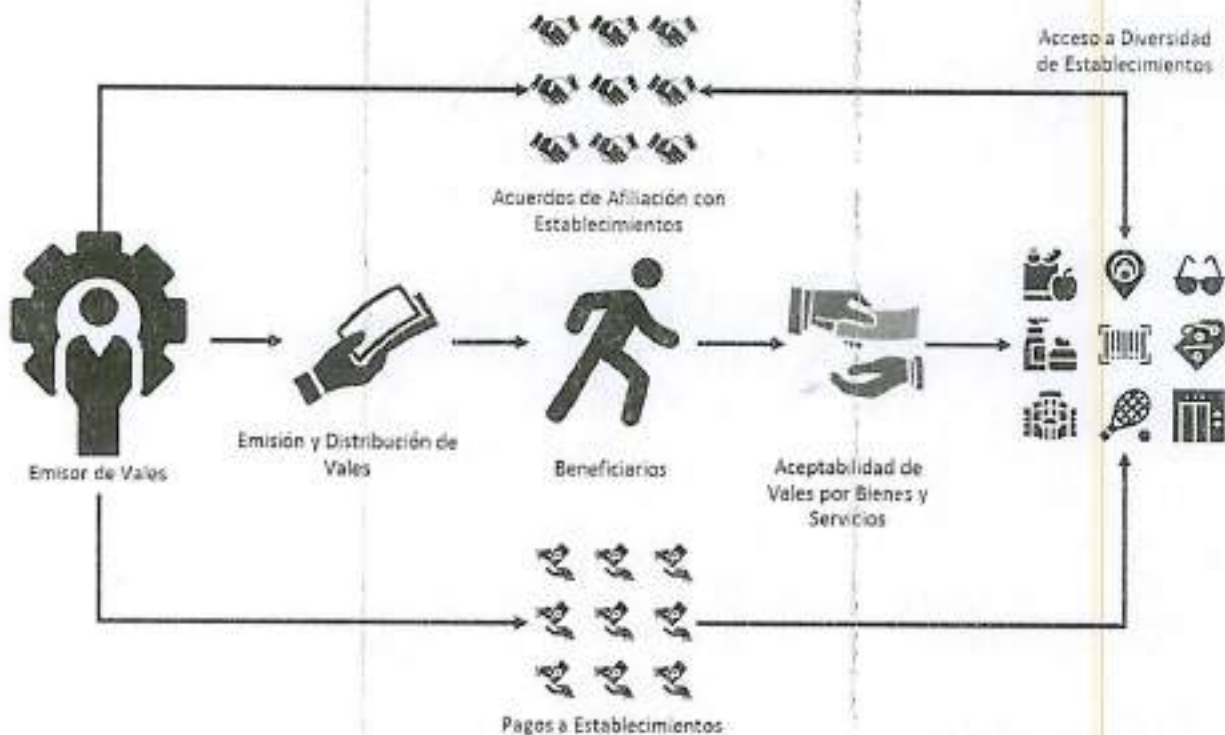 Acceso a Diversidad
de Establecimientos
Acuerdos de Afiliación con
Establecimientos
Emisor de Vales
Emisión y Distribución de
Vales
Beneficiarios
Aceptabilidad de
Vales por Bienes y
Servicios
Pagos a Establecimientos